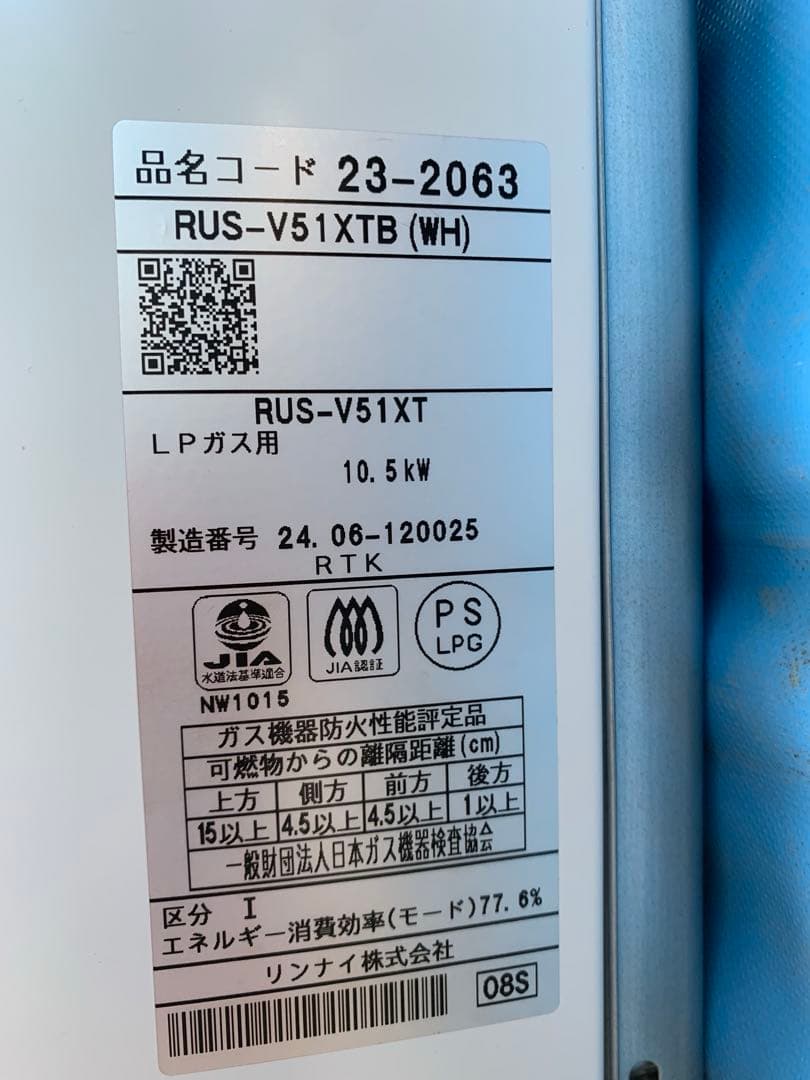 品名コード 23-2063
RUS-V51XTB(WH)
RUS-V51XT
LPガス用
10.5kW
製造番号 24.06-120025
RTK
JIA
水道法基準適合
NW1015
JIA認証
PS
LPG
ガス機器防火性能評定品
可燃物からの離隔距離(cm)
上方 側方 前方 後方
15以上 4.5以上 4.5以上 1以上
一般財団法人日本ガス機器検査協会
区分 I
エネルギー消費効率(モード)77.6%
リンナイ株式会社
08S